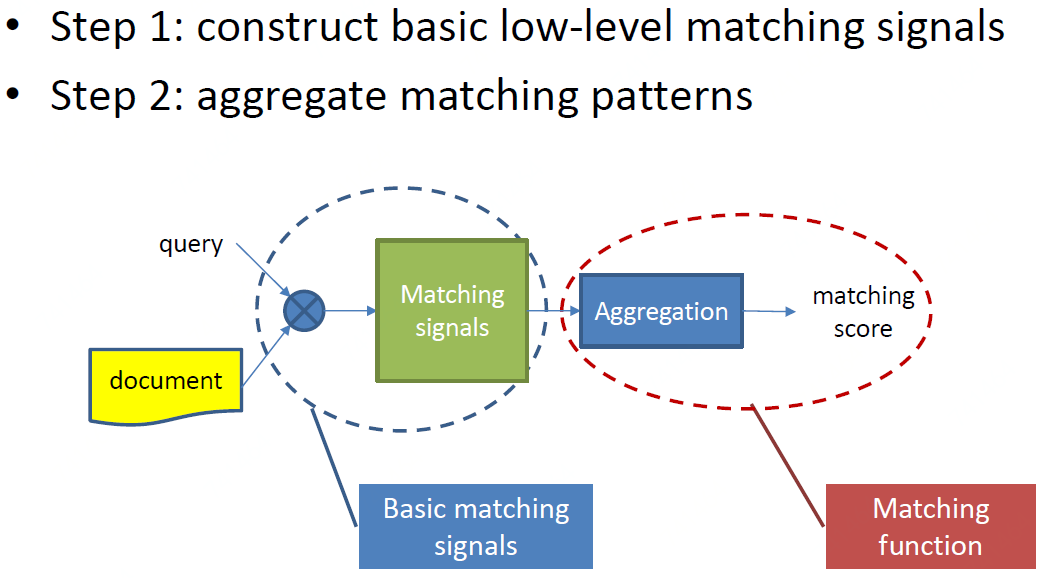 • Step 1: construct basic low-level matching signals
• Step 2: aggregate matching patterns
query
document
Matching
signals
Aggregation
matching
score
Basic matching
signals
Matching
function